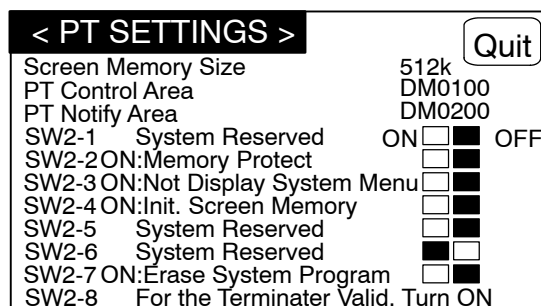 < PT SETTINGS >
Quit
Screen Memory Size 512k
PT Control Area DM0100
PT Notify Area DM0200
SW2-1 System Reserved ON OFF
SW2-2 ON:Memory Protect
SW2-3 ON:Not Display System Menu
SW2-4 ON:Init. Screen Memory
SW2-5 System Reserved
SW2-6 System Reserved
SW2-7 ON:Erase System Program
SW2-8 For the Terminater Valid. Turn ON